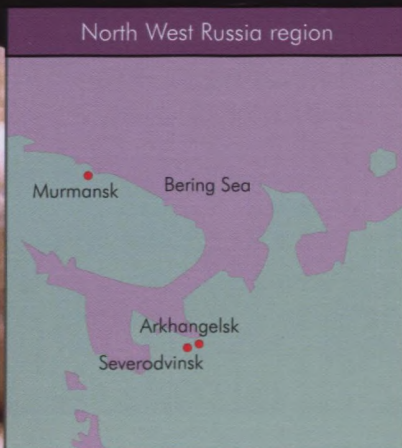 North West Russia region
Murmansk
Bering Sea
Arkhangelsk
Severodvinsk